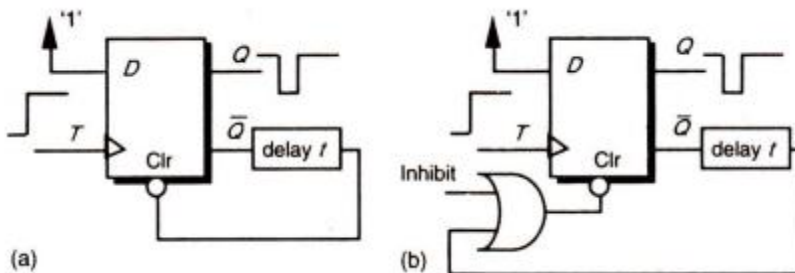 '1'
D
Q
T
Q̅
delay t
Clr
(a)
'1'
D
Q
T
Q̅
delay t
Clr
Inhibit
(b)